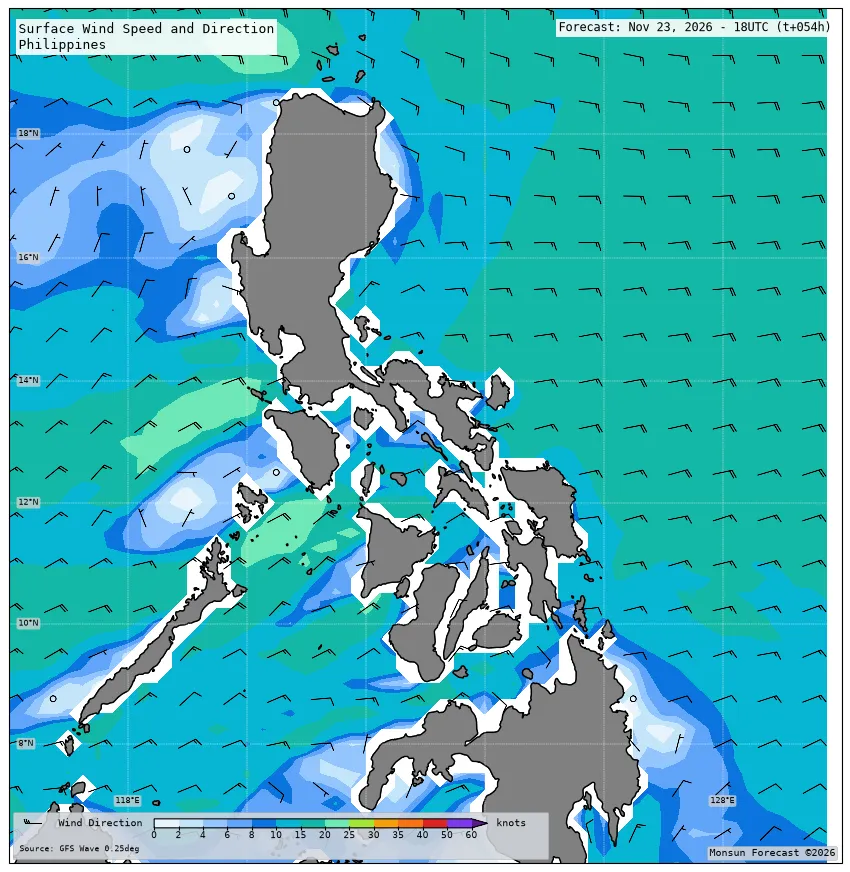 Surface Wind Speed and Direction
Philippines
Forecast: Nov 23, 2026 - 18UTC (t+054h)
18°N
16°N
14°N
12°N
10°N
8°N
118°E
128°E
Wind Direction
knots
0 2 4 6 8 10 15 20 25 30 35 40 50 60
Source: GFS Wave 0.25deg
Monsun Forecast ©2026